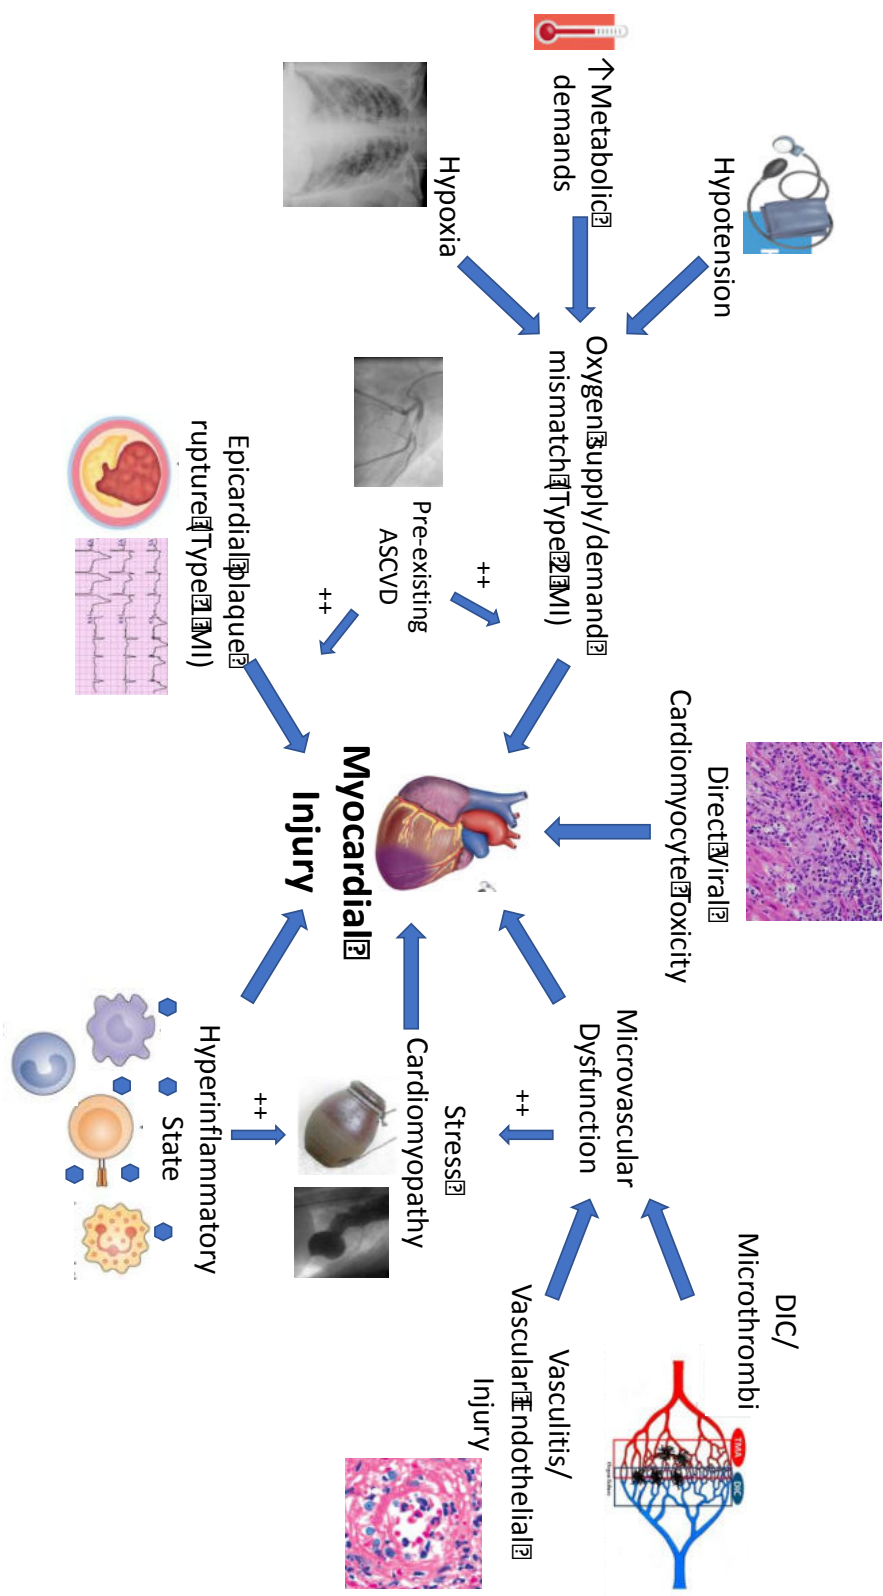 Hypotension
↑Metabolic
demands
Hypoxia
Oxygen supply/demand
mismatch (Type 2 MI)
Pre-existing
ASCVD
++
++
Epicardial plaque
rupture (Type 1 MI)
Direct Viral
Cardiomyocyte Toxicity
Myocardial
Injury
Microvascular
Dysfunction
++
Stress
Cardiomyopathy
++
Hyperinflammatory
State
DIC/
Microthrombi
TMA
DIC
Vasculitis/
Vascular Endothelial
Injury